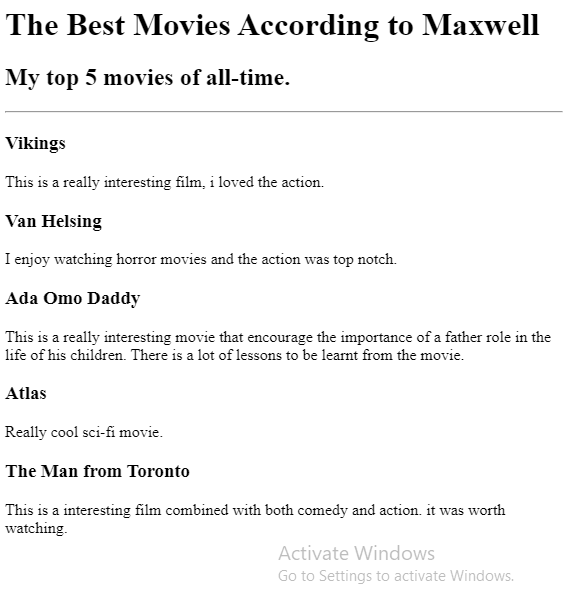 The Best Movies According to Maxwell
My top 5 movies of all-time.
Vikings
This is a really interesting film, i loved the action.
Van Helsing
I enjoy watching horror movies and the action was top notch.
Ada Omo Daddy
This is a really interesting movie that encourage the importance of a father role in the
life of his children. There is a lot of lessons to be learnt from the movie.
Atlas
Really cool sci-fi movie.
The Man from Toronto
This is a interesting film combined with both comedy and action. it was worth
watching.
Activate Windows
Go to Settings to activate Windows.